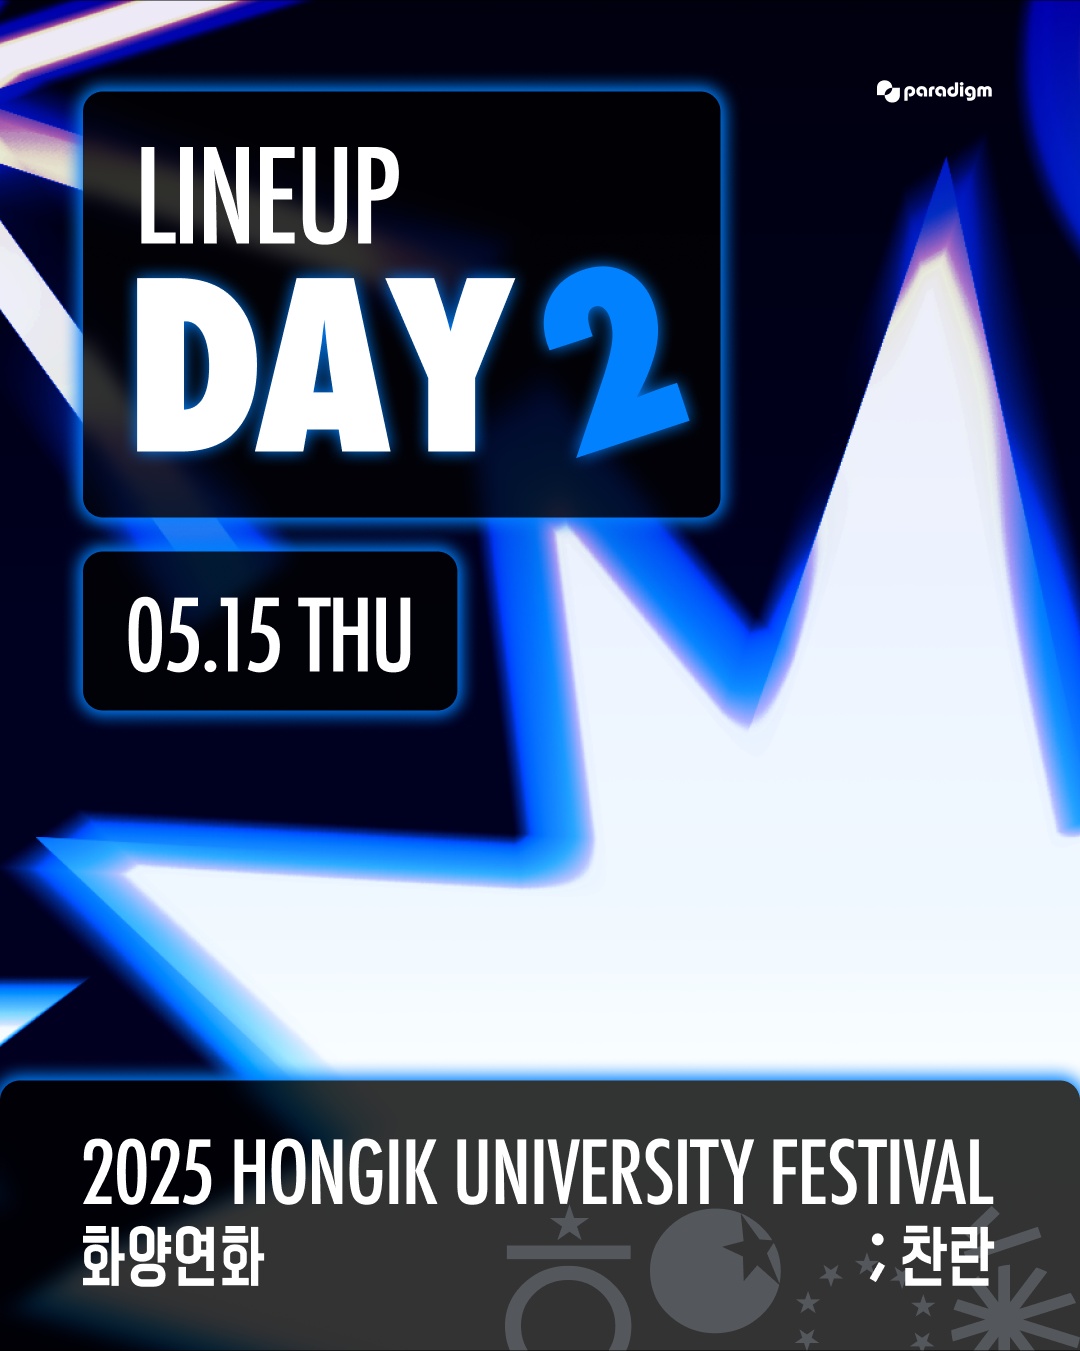 paradigm
LINEUP
DAY 2
05.15 THU
2025 HONGIK UNIVERSITY FESTIVAL
화양연화 ; 찬란